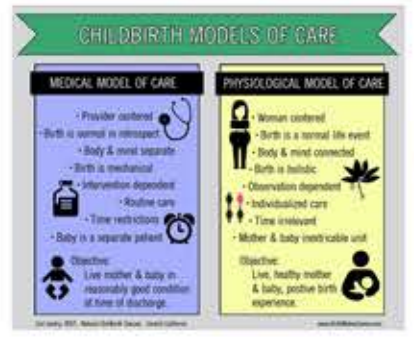 CHILDBIRTH MODELS OF CARE
MEDICAL MODEL OF CARE
· Provider centered
· Birth is normal in retrospect
· Body & mind separate
· Birth is mechanical
· Intervention dependent
· Routine care
· Time restrictions
· Baby is a separate patient
Objective:
Live mother & baby in
reasonably good condition
at time of discharge.
PHYSIOLOGICAL MODEL OF CARE
· Woman centered
· Birth is a normal life event
· Body & mind connected
· Birth is holistic
· Observation dependent
· Individualized care
· Time irrelevant
· Mother & baby inextricable unit
Objective:
Live, healthy mother
& baby, postive birth
experience.